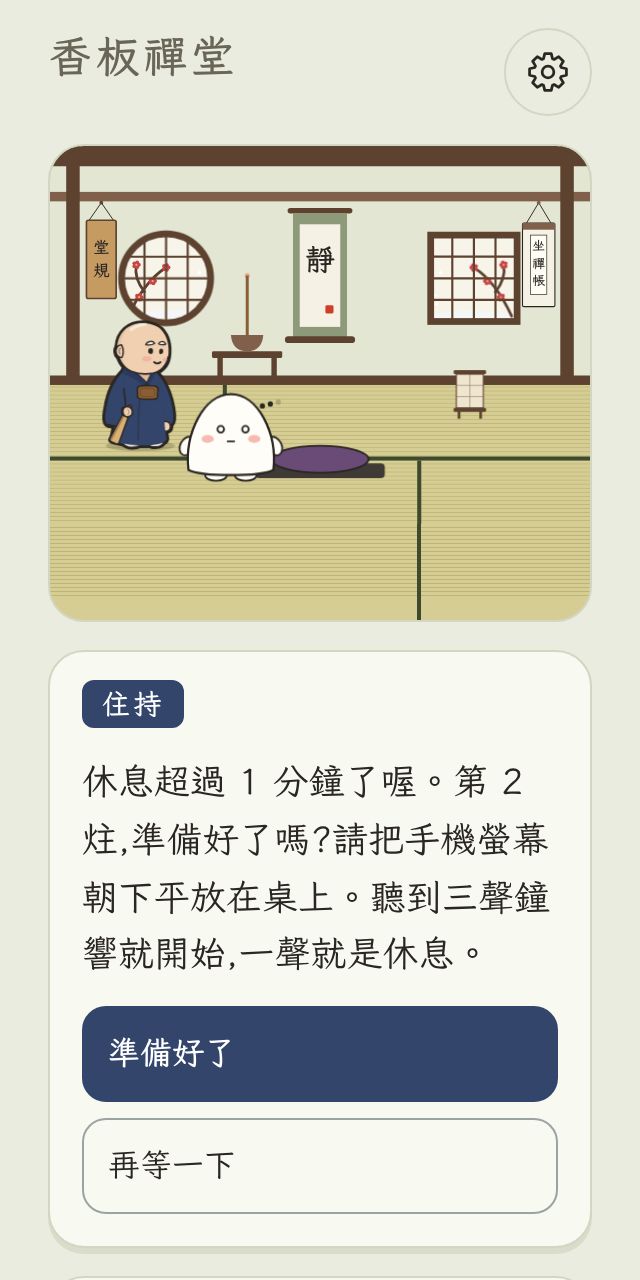 香板禪堂
堂規
靜
坐禪帳
住持
休息超過 1 分鐘了喔。第 2
炷,準備好了嗎?請把手機螢幕
朝下平放在桌上。聽到三聲鐘
響就開始,一聲就是休息。
準備好了
再等一下